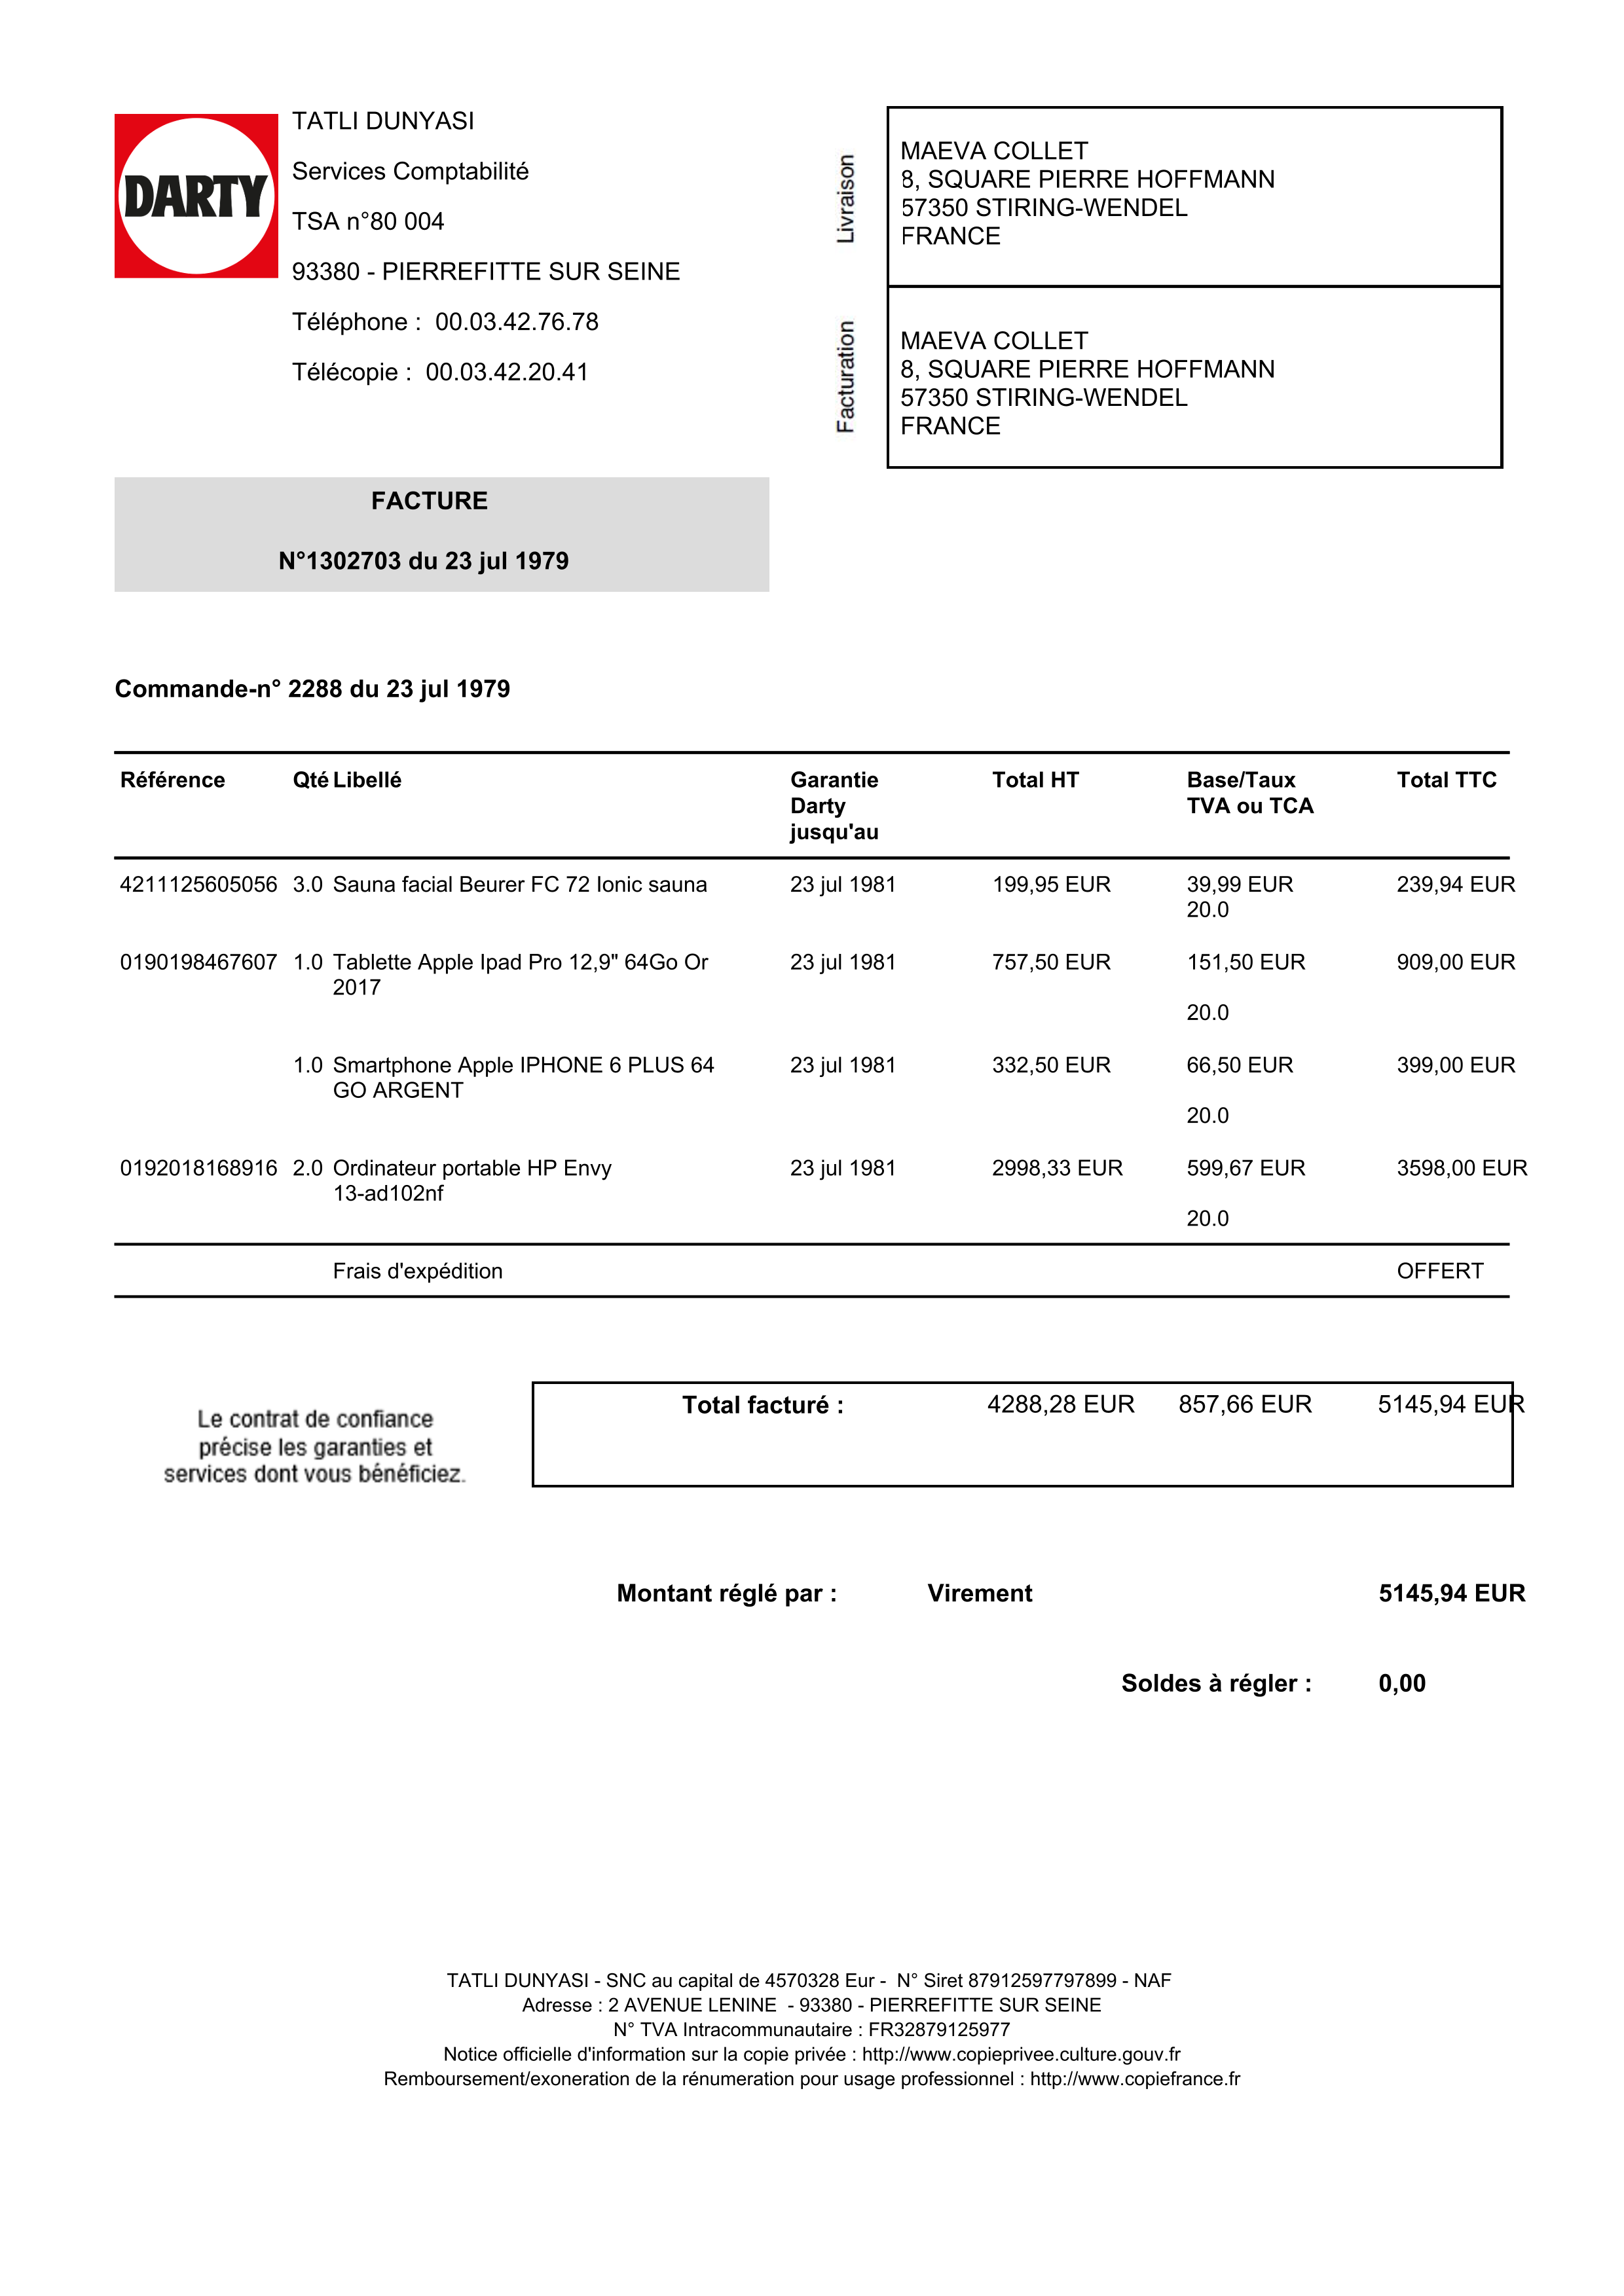 DARTY
TATLI DUNYASI
Services Comptabilité
TSA n°80 004
93380 - PIERREFITTE SUR SEINE
Téléphone : 00.03.42.76.78
Télécopie : 00.03.42.20.41
Livraison
MAEVA COLLET
8, SQUARE PIERRE HOFFMANN
57350 STIRING-WENDEL
FRANCE
Facturation
MAEVA COLLET
8, SQUARE PIERRE HOFFMANN
57350 STIRING-WENDEL
FRANCE
FACTURE
N°1302703 du 23 jul 1979
Commande-n° 2288 du 23 jul 1979
Référence Qté Libellé Garantie Total HT Base/Taux Total TTC
Darty TVA ou TCA
jusqu'au
4211125605056 3.0 Sauna facial Beurer FC 72 Ionic sauna 23 jul 1981 199,95 EUR 39,99 EUR 239,94 EUR
20.0
0190198467607 1.0 Tablette Apple Ipad Pro 12,9" 64Go Or 23 jul 1981 757,50 EUR 151,50 EUR 909,00 EUR
2017
20.0
1.0 Smartphone Apple IPHONE 6 PLUS 64 23 jul 1981 332,50 EUR 66,50 EUR 399,00 EUR
GO ARGENT
20.0
0192018168916 2.0 Ordinateur portable HP Envy 23 jul 1981 2998,33 EUR 599,67 EUR 3598,00 EUR
13-ad102nf
20.0
Frais d'expédition OFFERT
Total facturé : 4288,28 EUR 857,66 EUR 5145,94 EUR
Le contrat de confiance
précise les garanties et
services dont vous bénéficiez.
Montant réglé par : Virement 5145,94 EUR
Soldes à régler : 0,00
TATLI DUNYASI - SNC au capital de 4570328 Eur - N° Siret 87912597797899 - NAF
Adresse : 2 AVENUE LENINE - 93380 - PIERREFITTE SUR SEINE
N° TVA Intracommunautaire : FR32879125977
Notice officielle d'information sur la copie privée : http://www.copieprivee.culture.gouv.fr
Remboursement/exoneration de la rénumeration pour usage professionnel : http://www.copiefrance.fr